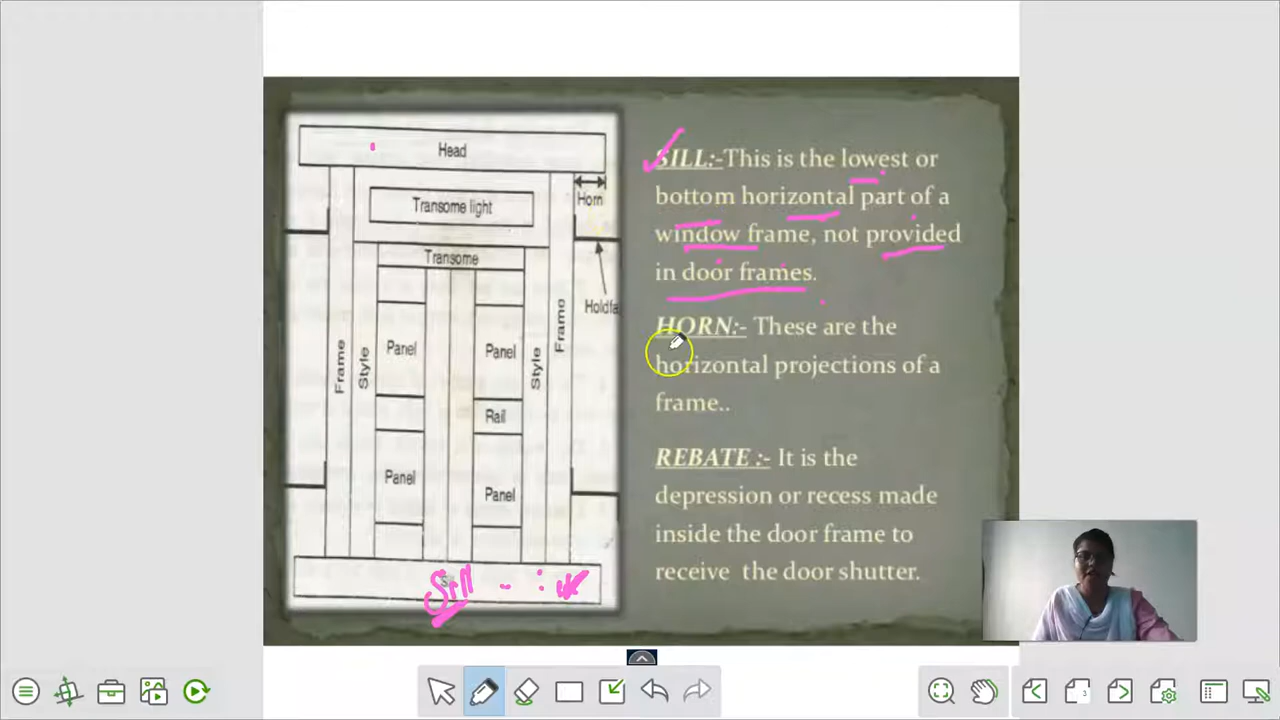 Head
Horn
Transome light
Transome
Frame
Style
Panel
Panel
Style
Frame
Rail
Panel
Panel
Sill
SILL:-This is the lowest or
bottom horizontal part of a
window frame, not provided
in door frames.
HORN:- These are the
horizontal projections of a
frame..
REBATE :- It is the
depression or recess made
inside the door frame to
receive the door shutter.
3